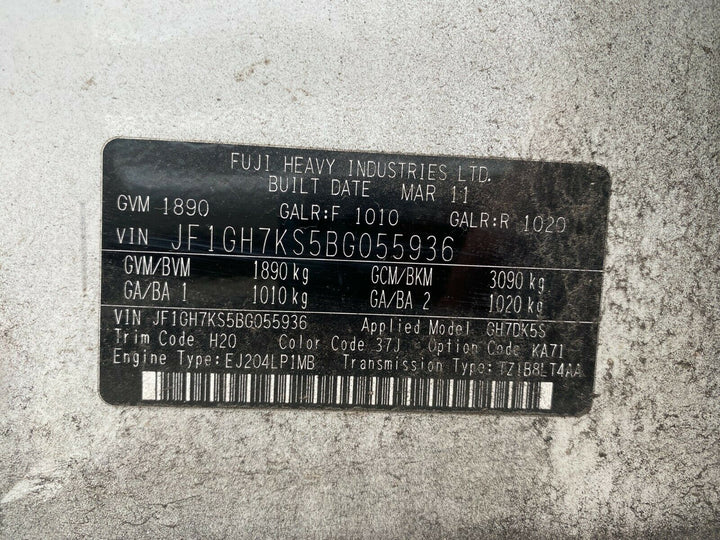 FUJI HEAVY INDUSTRIES LTD.
BUILT DATE MAR 11
GVM 1890 GALR:F 1010 GALR:R 1020
VIN JF1GH7KS5BG055936
GVM/BVM 1890 kg GCM/BKM 3090 kg
GA/BA 1 1010 kg GA/BA 2 1020 kg
VIN JF1GH7KS5BG055936 Applied Model GH7DK5S
Trim Code H20 Color Code 37J Option Code KA71
Engine Type:EJ204LP1MB Transmission Type:TZ1B8LT4AA